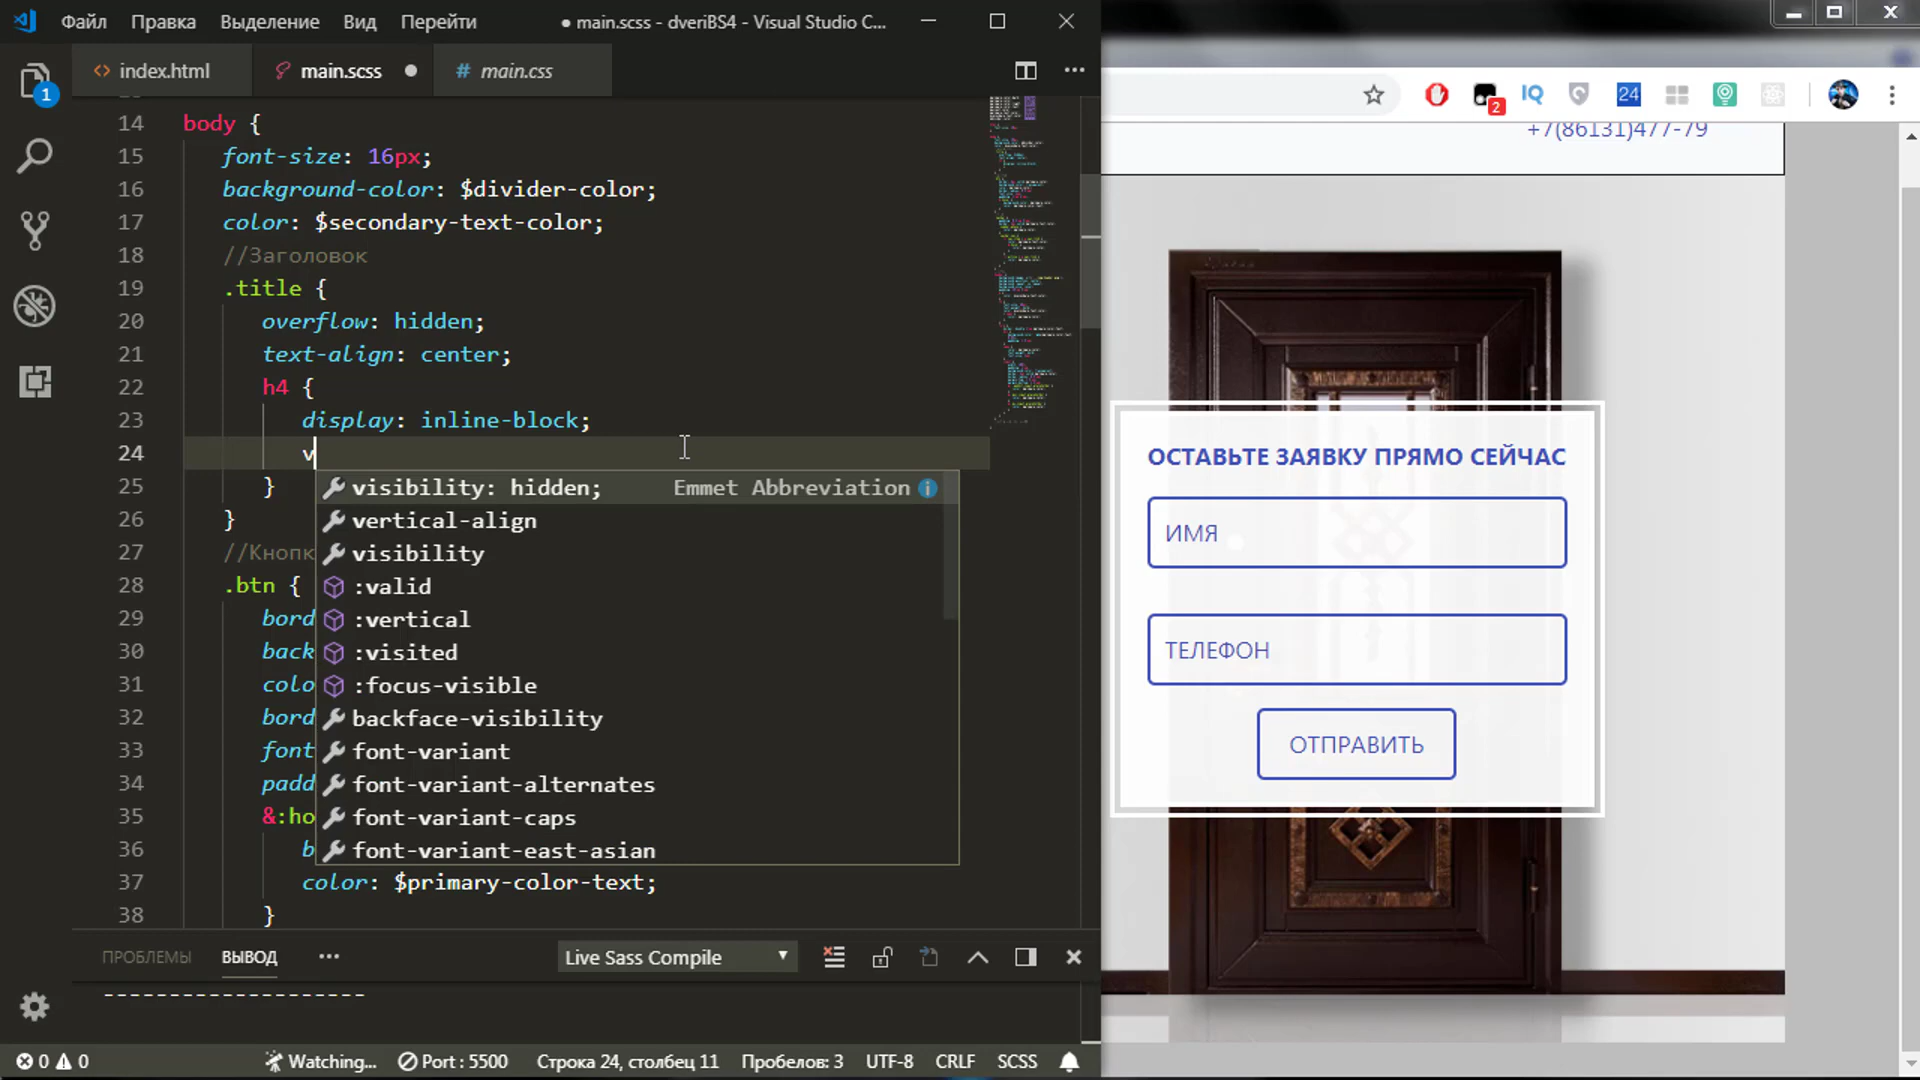 Файл Правка Выделение Вид Перейти ● main.scss - dveriBS4 - Visual Studio C...
<> index.html main.scss ● # main.css
1
14 body {
15 font-size: 16px;
16 background-color: $divider-color;
17 color: $secondary-text-color;
18 //Заголовок
19 .title {
20 overflow: hidden;
21 text-align: center;
22 h4 {
23 display: inline-block;
24 v
25 }
26 }
27 //Кнопк
28 .btn {
29 bord
30 back
31 colo
32 bord
33 font
34 padd
35 &:ho
36 b
37 color: $primary-color-text;
38 }
visibility: hidden; Emmet Abbreviation
vertical-align
visibility
:valid
:vertical
:visited
:focus-visible
backface-visibility
font-variant
font-variant-alternates
font-variant-caps
font-variant-east-asian
ПРОБЛЕМЫ ВЫВОД ... Live Sass Compile
--------------------
0 0 Watching... Port : 5500 Строка 24, столбец 11 Пробелов: 3 UTF-8 CRLF SCSS
2 IQ 24
+7(86131)477-79
ОСТАВЬТЕ ЗАЯВКУ ПРЯМО СЕЙЧАС
ИМЯ
ТЕЛЕФОН
ОТПРАВИТЬ